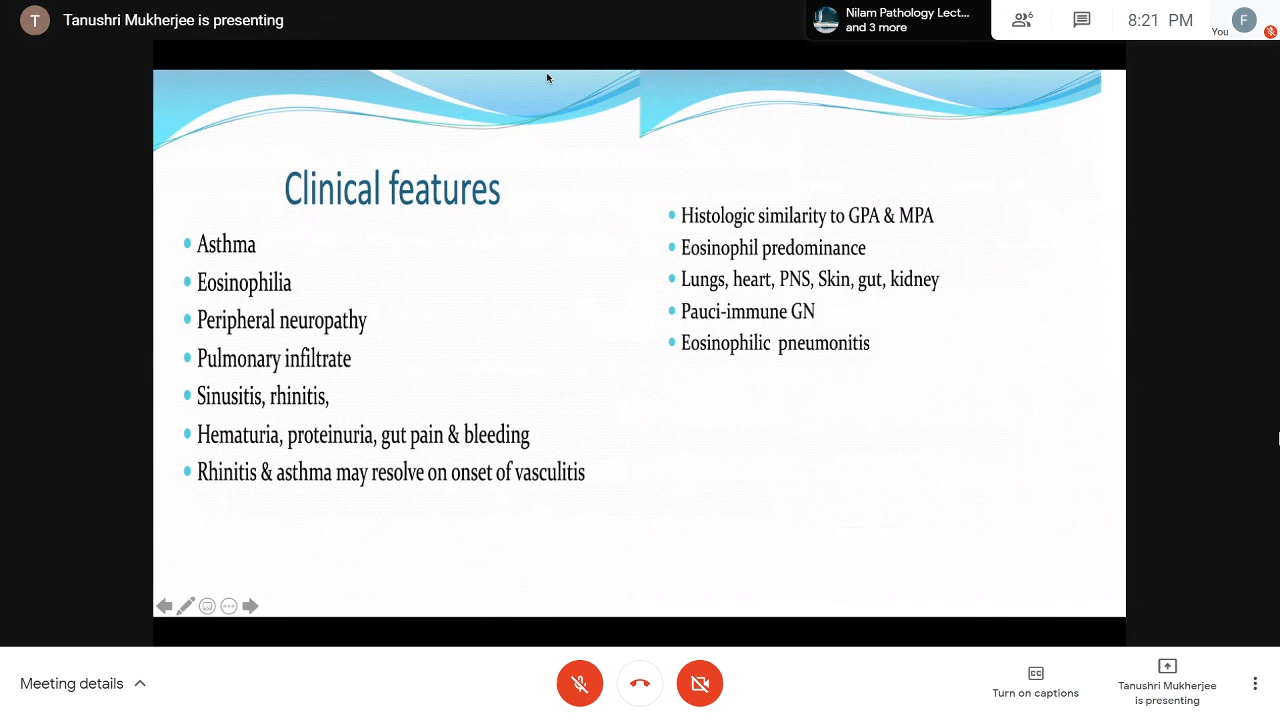 T
Tanushri Mukherjee is presenting
Nilam Pathology Lect...
and 3 more
6
8:21 PM
You
F
Clinical features
Asthma
Eosinophilia
Peripheral neuropathy
Pulmonary infiltrate
Sinusitis, rhinitis,
Hematuria, proteinuria, gut pain & bleeding
Rhinitis & asthma may resolve on onset of vasculitis
Histologic similarity to GPA & MPA
Eosinophil predominance
Lungs, heart, PNS, Skin, gut, kidney
Pauci-immune GN
Eosinophilic pneumonitis
Meeting details
CC
Turn on captions
Tanushri Mukherjee
is presenting